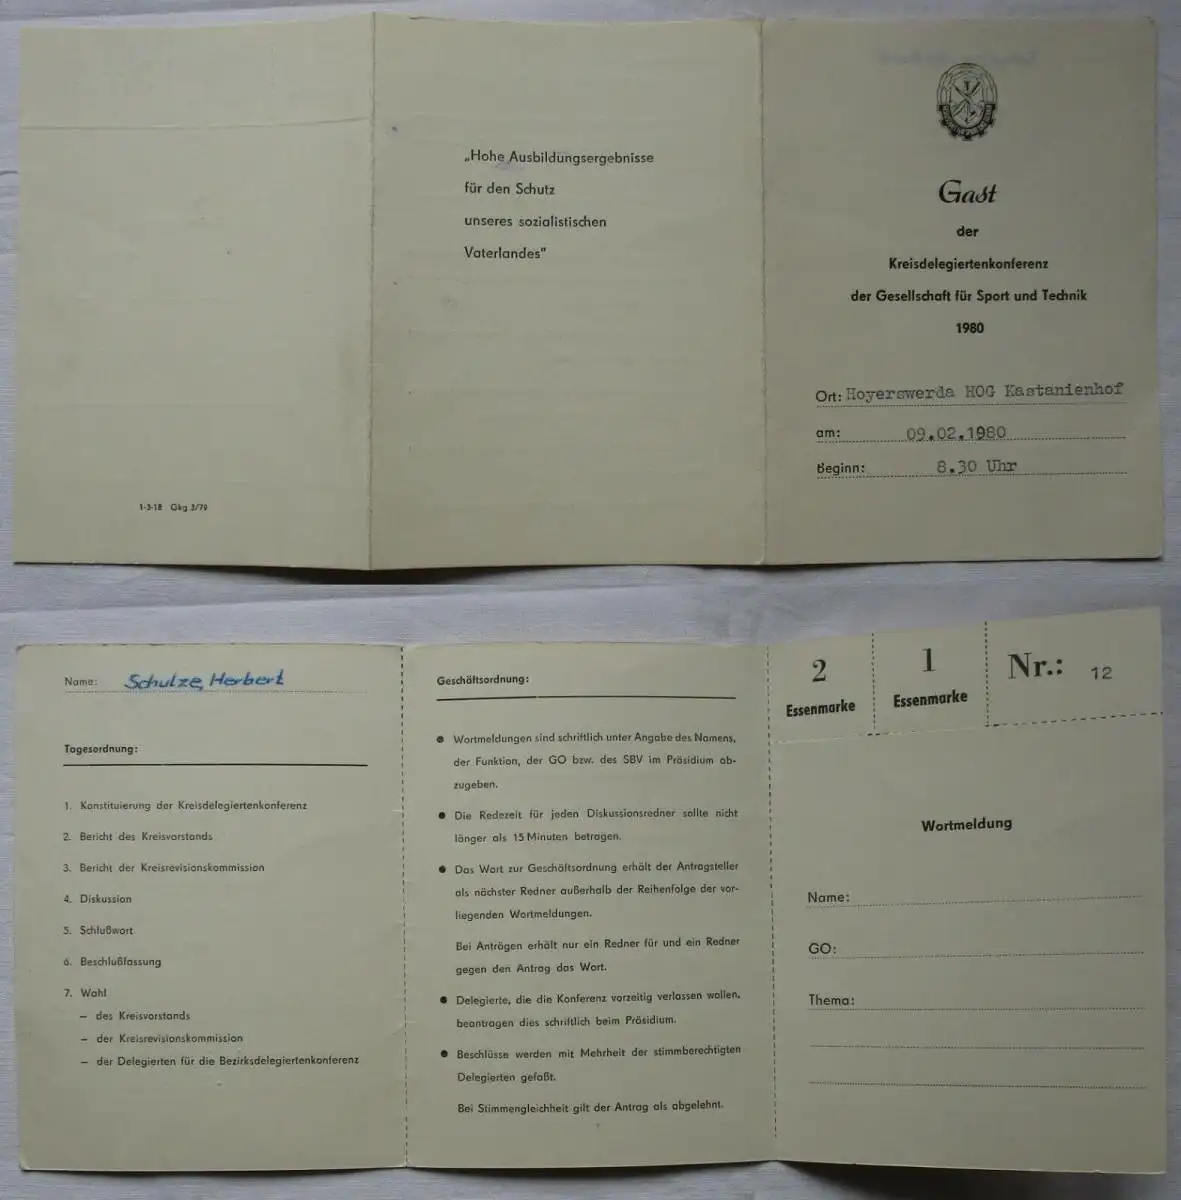 1-3-18 Gkg 3/79
„Hohe Ausbildungsergebnisse
für den Schutz
unseres sozialistischen
Vaterlandes"
Gast
der
Kreisdelegiertenkonferenz
der Gesellschaft für Sport und Technik
1980
Ort: Hoyerswerda HOG Kastanienhof
am: 09.02.1980
Beginn: 8.30 Uhr
Name: Schulze, Herbert
Tagesordnung:
1. Konstituierung der Kreisdelegiertenkonferenz
2. Bericht des Kreisvorstands
3. Bericht der Kreisrevisionskommission
4. Diskussion
5. Schlußwort
6. Beschlußfassung
7. Wahl
– des Kreisvorstands
– der Kreisrevisionskommission
– der Delegierten für die Bezirksdelegiertenkonferenz
Geschäftsordnung:
● Wortmeldungen sind schriftlich unter Angabe des Namens,
der Funktion, der GO bzw. des SBV im Präsidium ab-
zugeben.
● Die Redezeit für jeden Diskussionsredner sollte nicht
länger als 15 Minuten betragen.
● Das Wort zur Geschäftsordnung erhält der Antragsteller
als nächster Redner außerhalb der Reihenfolge der vor-
liegenden Wortmeldungen.
Bei Anträgen erhält nur ein Redner für und ein Redner
gegen den Antrag das Wort.
● Delegierte, die die Konferenz vorzeitig verlassen wollen,
beantragen dies schriftlich beim Präsidium.
● Beschlüsse werden mit Mehrheit der stimmberechtigten
Delegierten gefaßt.
Bei Stimmengleichheit gilt der Antrag als abgelehnt.
2
Essenmarke
1
Essenmarke
Nr.: 12
Wortmeldung
Name:
GO:
Thema: